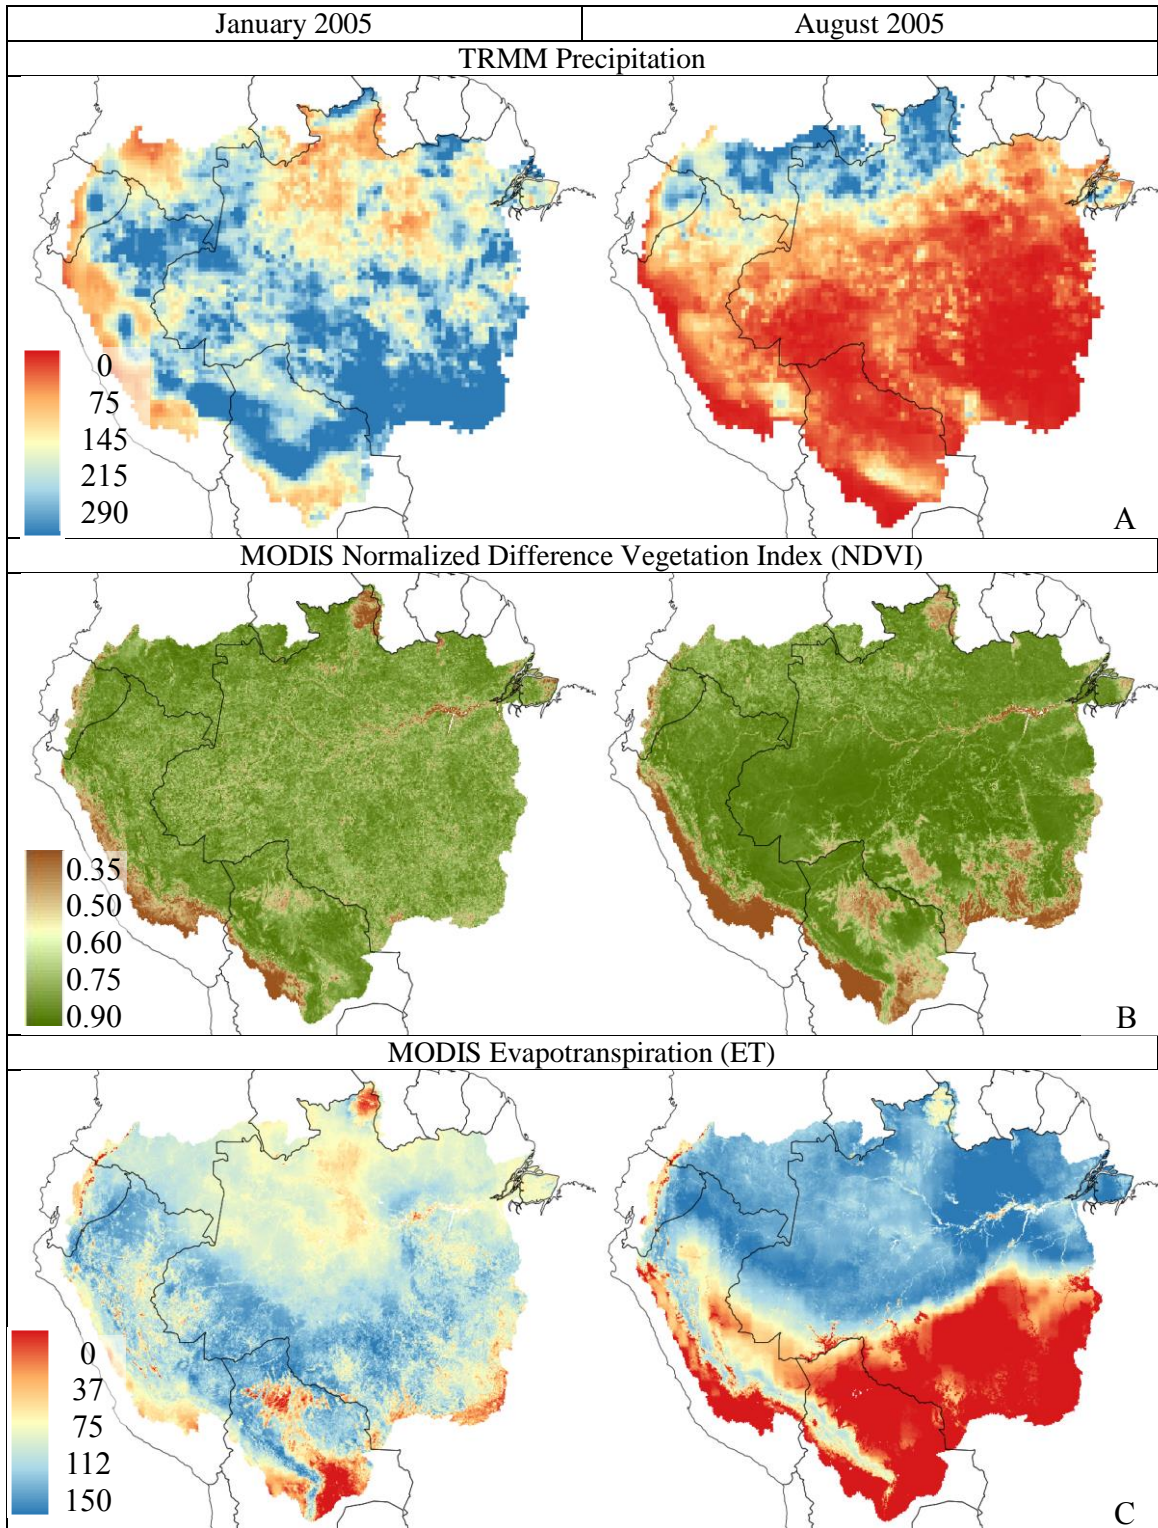 January 2005
August 2005
TRMM Precipitation
0
75
145
215
290
A
MODIS Normalized Difference Vegetation Index (NDVI)
0.35
0.50
0.60
0.75
0.90
B
MODIS Evapotranspiration (ET)
0
37
75
112
150
C